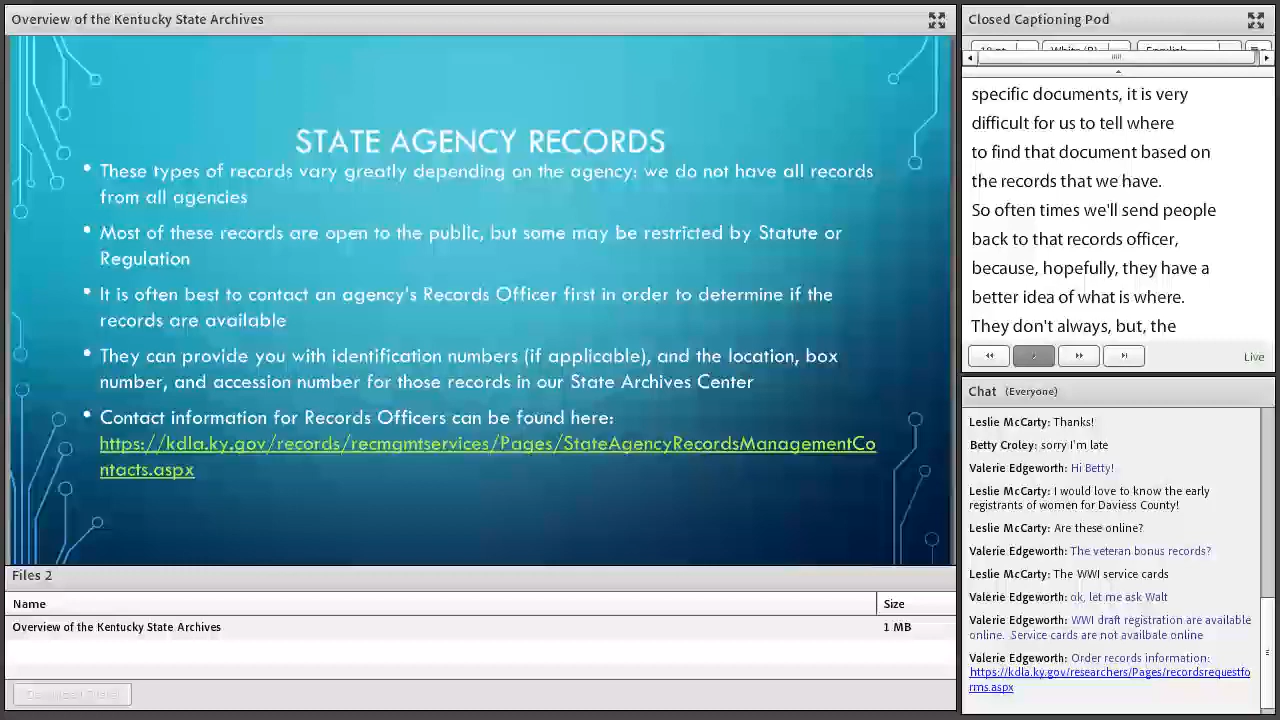 Overview of the Kentucky State Archives
STATE AGENCY RECORDS
• These types of records vary greatly depending on the agency; we do not have all records
from all agencies
• Most of these records are open to the public, but some may be restricted by Statute or
Regulation
• It is often best to contact an agency's Records Officer first in order to determine if the
records are available
• They can provide you with identification numbers (if applicable), and the location, box
number, and accession number for those records in our State Archives Center
• Contact information for Records Officers can be found here:
https://kdla.ky.gov/records/recmgmtservices/Pages/StateAgencyRecordsManagementCo
ntacts.aspx
Files 2
Name Size
Overview of the Kentucky State Archives 1 MB
Closed Captioning Pod
specific documents, it is very
difficult for us to tell where
to find that document based on
the records that we have.
So often times we'll send people
back to that records officer,
because, hopefully, they have a
better idea of what is where.
They don't always, but, the
Live
Chat (Everyone)
Leslie McCarty: Thanks!
Betty Croley: sorry I'm late
Valerie Edgeworth: Hi Betty!
Leslie McCarty: I would love to know the early
registrants of women for Daviess County!
Leslie McCarty: Are these online?
Valerie Edgeworth: The veteran bonus records?
Leslie McCarty: The WWI service cards
Valerie Edgeworth: ok, let me ask Walt
Valerie Edgeworth: WWI draft registration are available
online. Service cards are not availbale online
Valerie Edgeworth: Order records information:
https://kdla.ky.gov/researchers/Pages/recordsrequestfo
rms.aspx